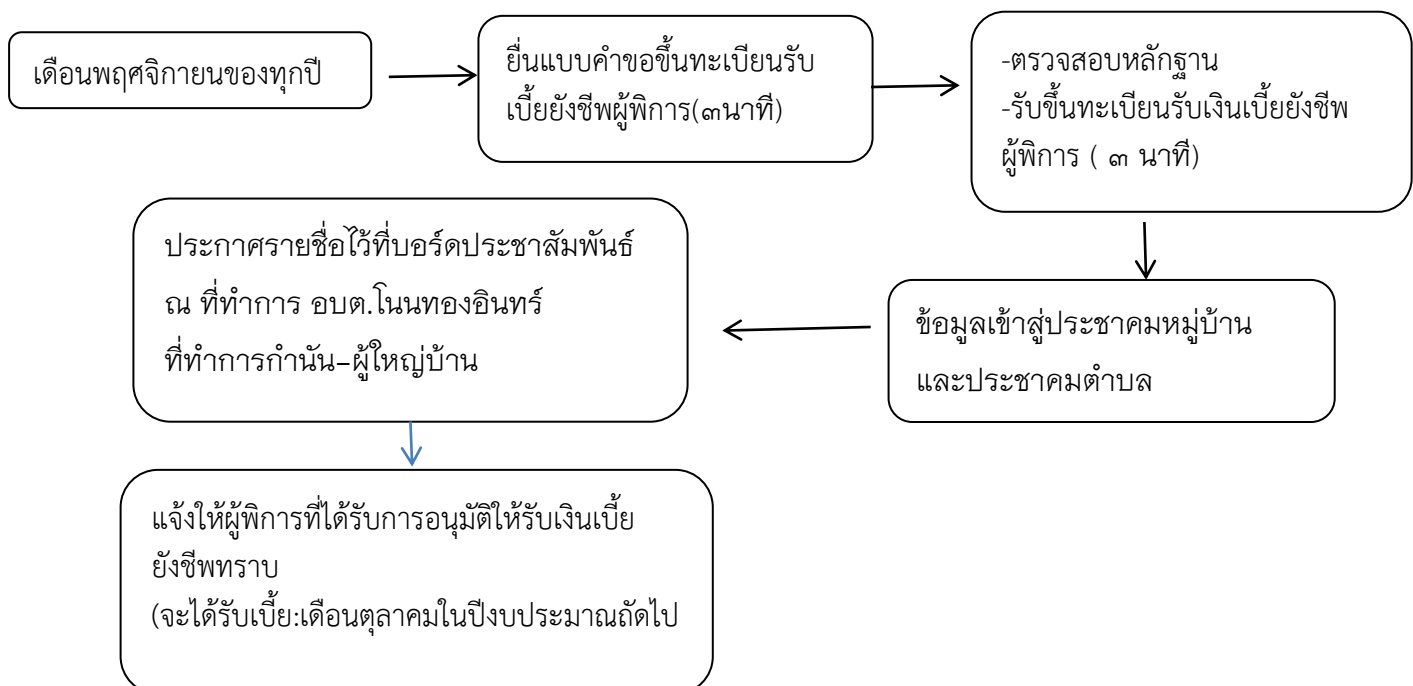 เดือนพฤศจิกายนของทุกปี
ยื่นแบบคำขอขึ้นทะเบียนรับ
เบี้ยยังชีพผู้พิการ(๓นาที)
-ตรวจสอบหลักฐาน
-รับขึ้นทะเบียนรับเงินเบี้ยยังชีพ
ผู้พิการ ( ๓ นาที)
ข้อมูลเข้าสู่ประชาคมหมู่บ้าน
และประชาคมตำบล
ประกาศรายชื่อไว้ที่บอร์ดประชาสัมพันธ์
ณ ที่ทำการ อบต.โนนทองอินทร์
ที่ทำการกำนัน–ผู้ใหญ่บ้าน
แจ้งให้ผู้พิการที่ได้รับการอนุมัติให้รับเงินเบี้ย
ยังชีพทราบ
(จะได้รับเบี้ย:เดือนตุลาคมในปีงบประมาณถัดไป